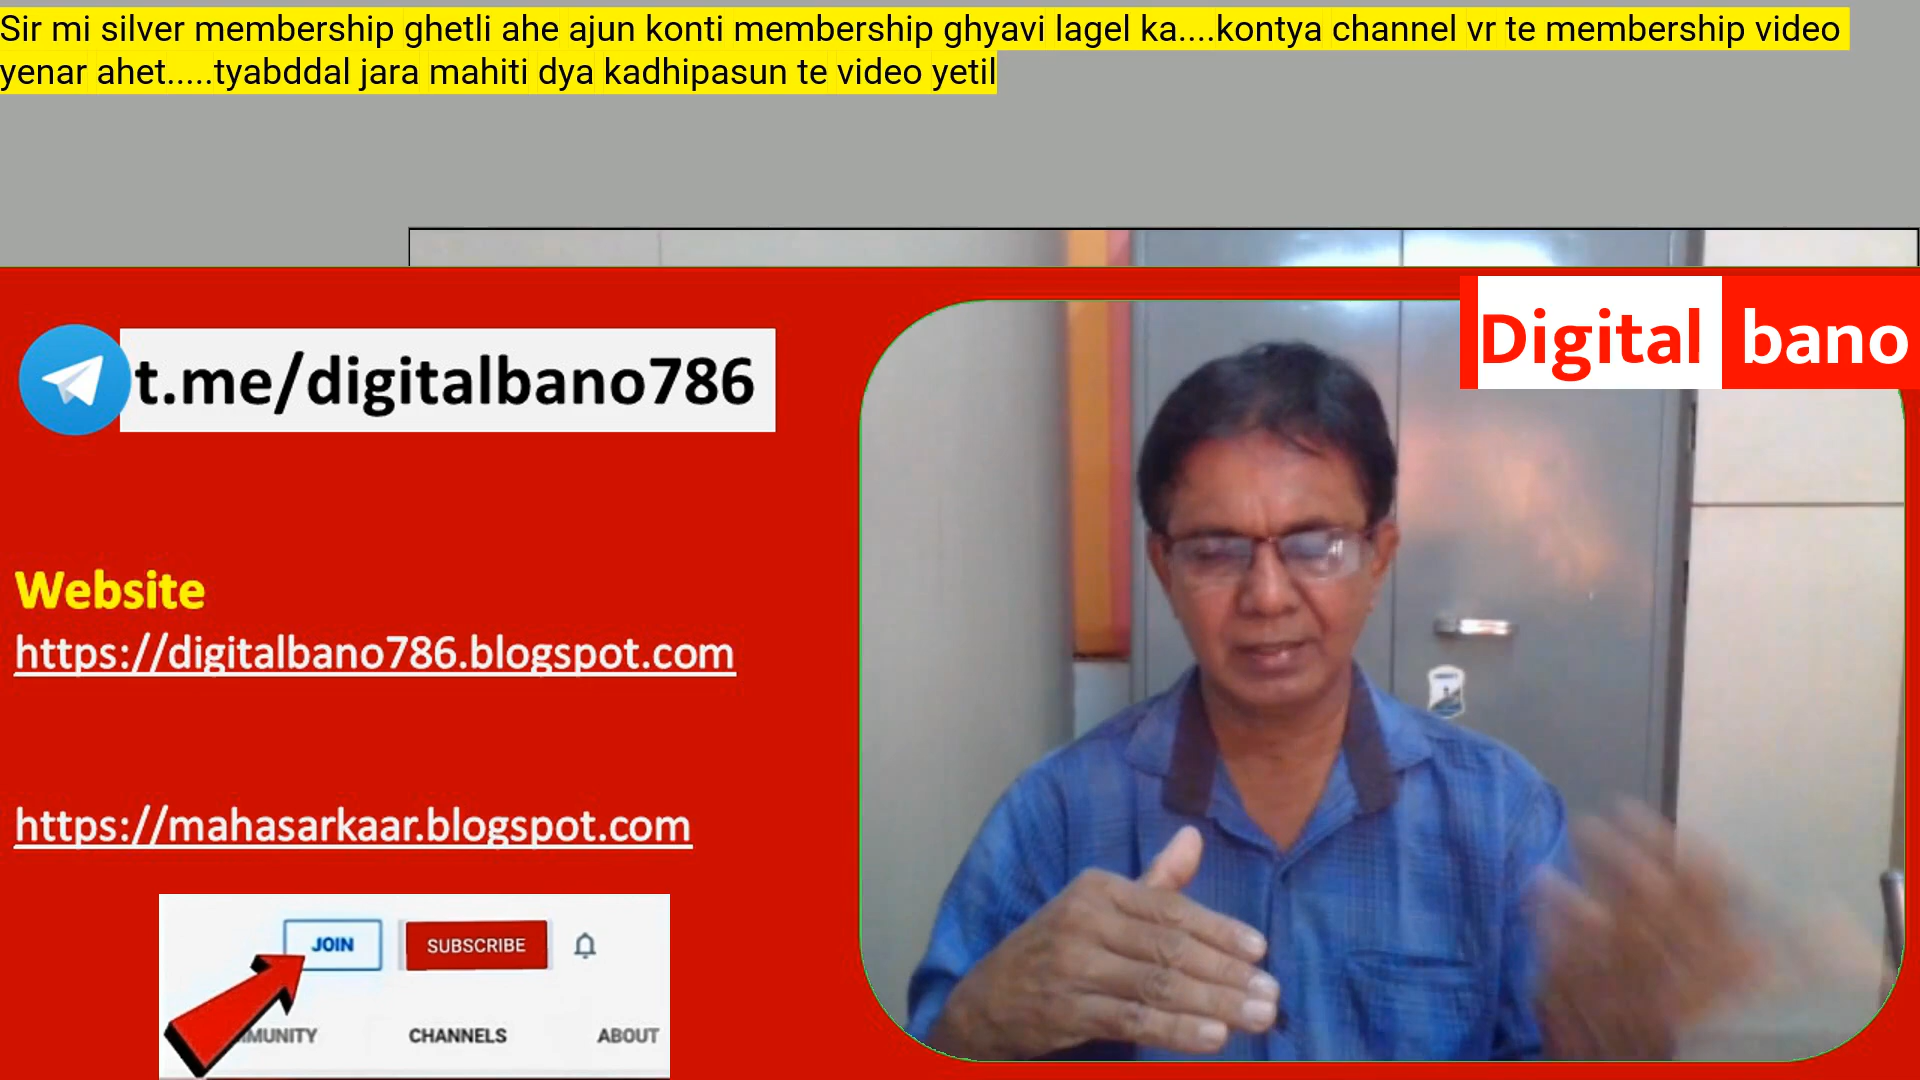 Sir mi silver membership ghetli ahe ajun konti membership ghyavi lagel ka....kontya channel vr te membership video
yenar ahet.....tyabddal jara mahiti dya kadhipasun te video yetil
Digital bano
t.me/digitalbano786
Website
https://digitalbano786.blogspot.com
https://mahasarkaar.blogspot.com
JOIN SUBSCRIBE
MUNITY CHANNELS ABOUT